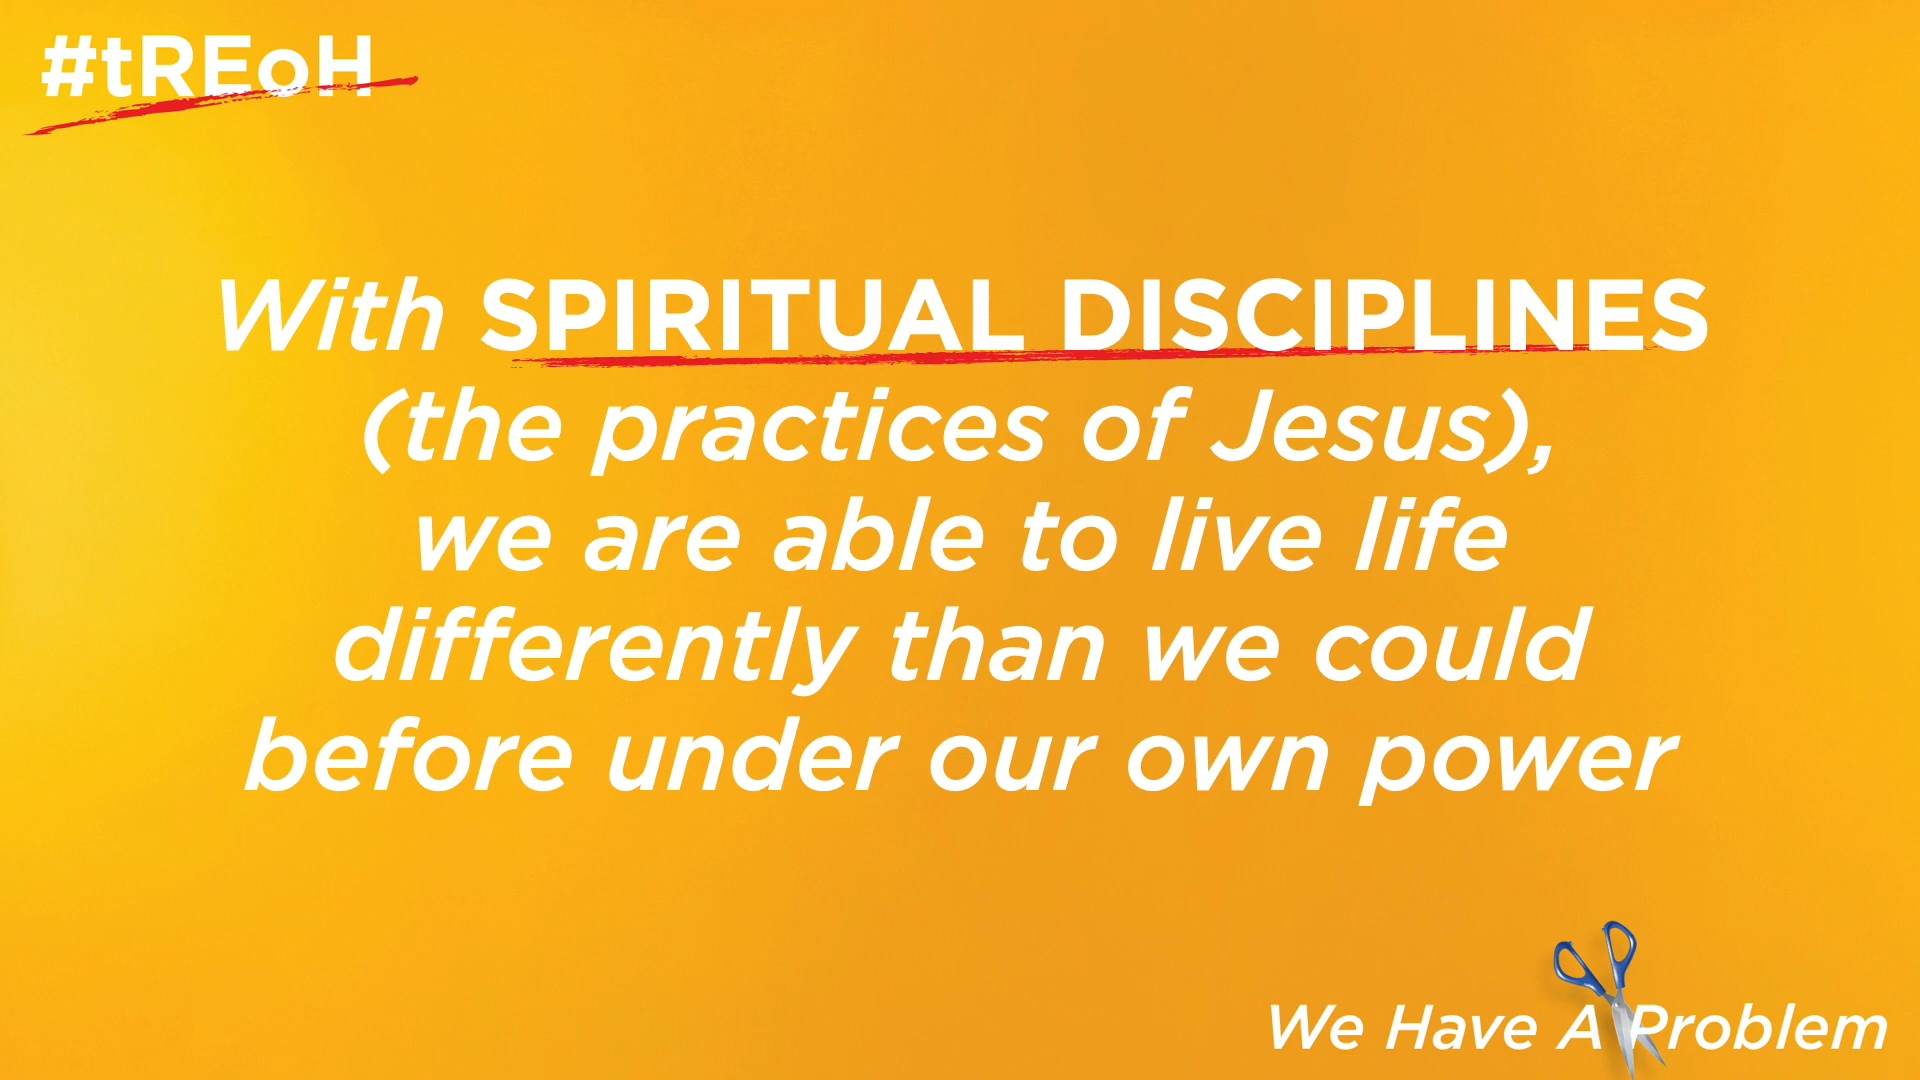 #tREoH
With SPIRITUAL DISCIPLINES
(the practices of Jesus),
we are able to live life
differently than we could
before under our own power
We Have A Problem